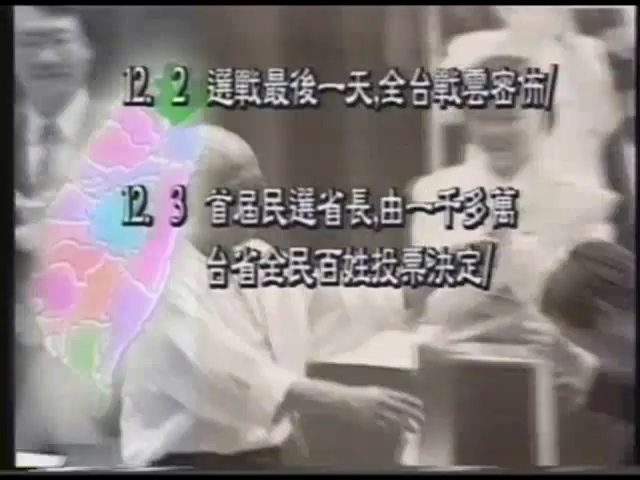 12. 2 選戰最後一天,全台戰雲密佈/
12. 3 首屆民選省長,由一千多萬
台省全民百姓投票決定/